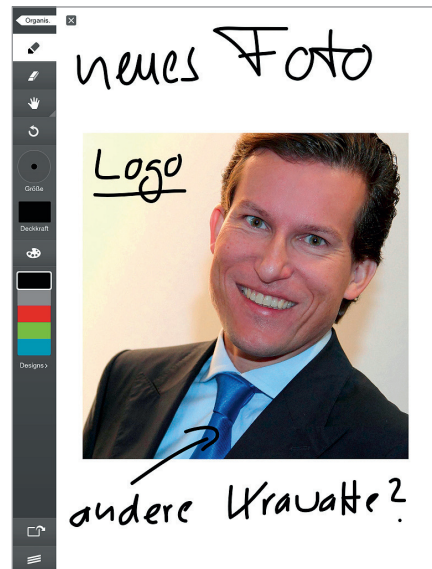 Organis.
neues Foto
Logo
Größe
Deckkraft
Designs >
andere Krawatte?